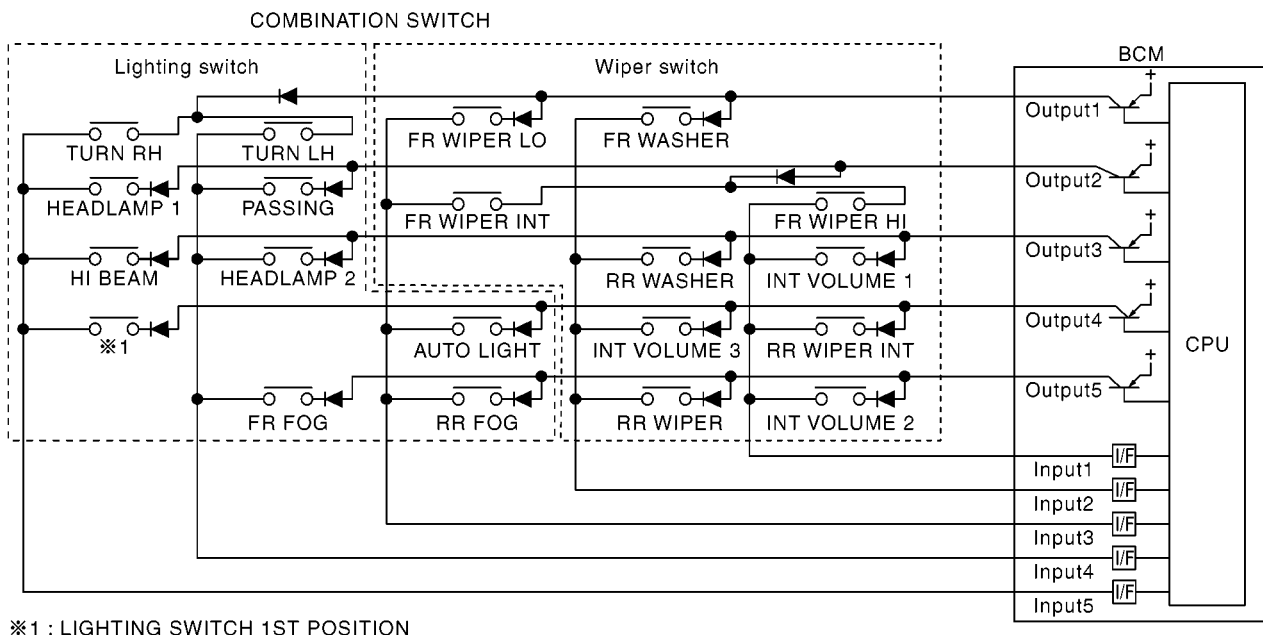 COMBINATION SWITCH
BCM
Lighting switch
Wiper switch
+
Output1
TURN RH
TURN LH
FR WIPER LO
FR WASHER
+
Output2
HEADLAMP 1
PASSING
FR WIPER INT
FR WIPER HI
+
Output3
HI BEAM
HEADLAMP 2
RR WASHER
INT VOLUME 1
+
Output4
※1
AUTO LIGHT
INT VOLUME 3
RR WIPER INT
CPU
+
Output5
FR FOG
RR FOG
RR WIPER
INT VOLUME 2
I/F
Input1
I/F
Input2
I/F
Input3
I/F
Input4
I/F
Input5
※1 : LIGHTING SWITCH 1ST POSITION